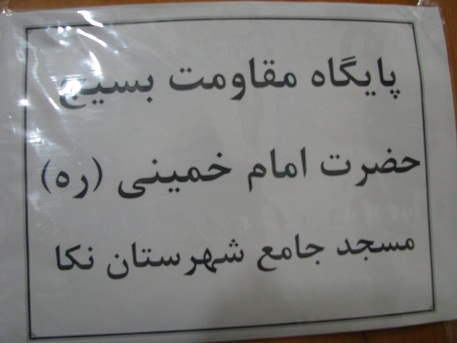 پایگاه مقاومت بسیج
حضرت امام خمینی (ره)
مسجد جامع شهرستان نکا